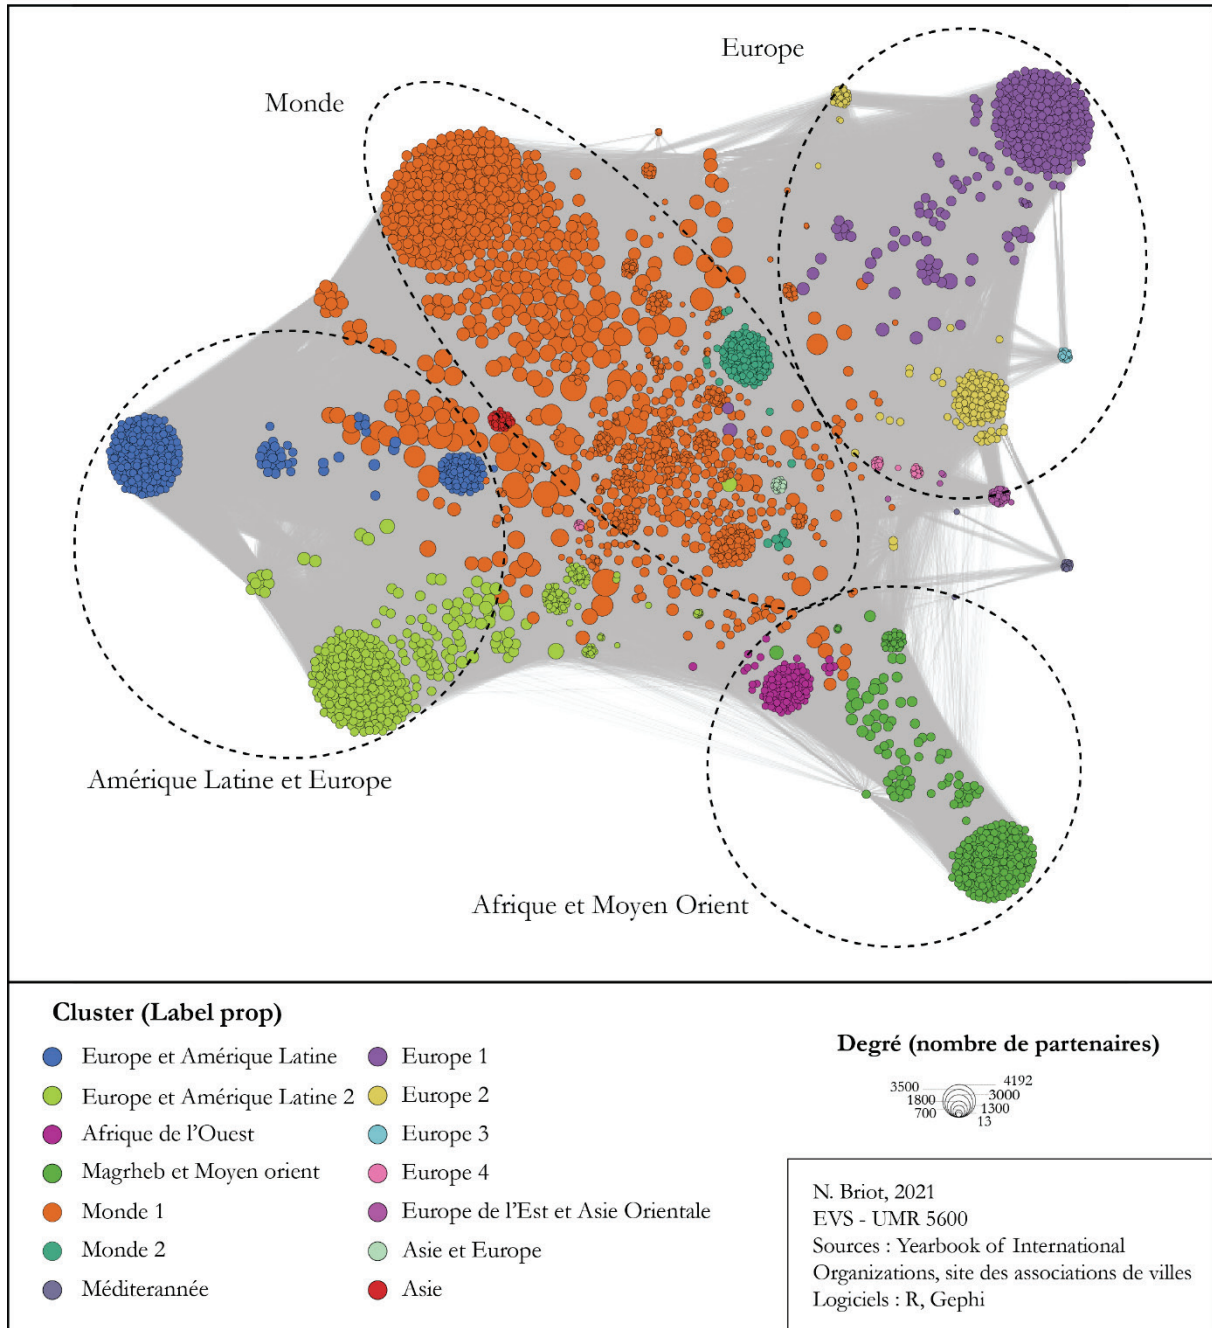 Europe
Monde
Amérique Latine et Europe
Afrique et Moyen Orient
Cluster (Label prop)
Europe et Amérique Latine
Europe et Amérique Latine 2
Afrique de l'Ouest
Magrheb et Moyen orient
Monde 1
Monde 2
Méditerannée
Europe 1
Europe 2
Europe 3
Europe 4
Europe de l'Est et Asie Orientale
Asie et Europe
Asie
Degré (nombre de partenaires)
3500
1800
700
4192
3000
1300
13
N. Briot, 2021
EVS - UMR 5600
Sources : Yearbook of International
Organizations, site des associations de villes
Logiciels : R, Gephi